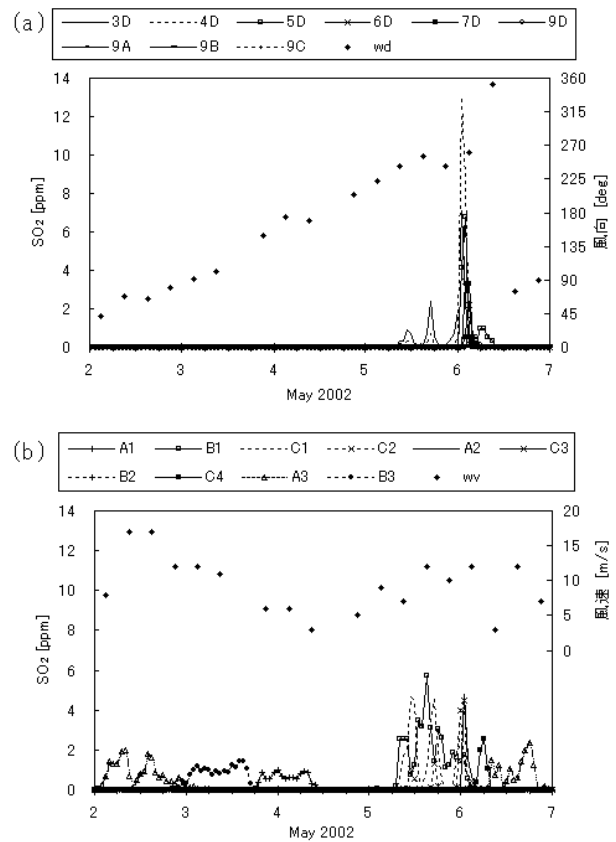 (a)
3D 4D 5D 6D 7D 9D
9A 9B 9C wd
14
12
10
8
6
4
2
0
SO2 [ppm]
360
315
270
225
180
135
90
45
0
風向 [deg]
2 3 4 5 6 7
May 2002
(b)
A1 B1 C1 C2 A2 C3
B2 C4 A3 B3 wv
14
12
10
8
6
4
2
0
SO2 [ppm]
20
15
10
5
0
風速 [m/s]
2 3 4 5 6 7
May 2002